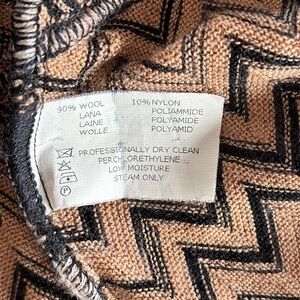 90% WOOL 10% NYLON
LANA POLIAMMIDE
LAINE POLYAMIDE
WOLLE POLYAMID
PROFESSIONALLY DRY CLEAN
PERCHLORETHYLENE
LOW MOISTURE
STEAM ONLY